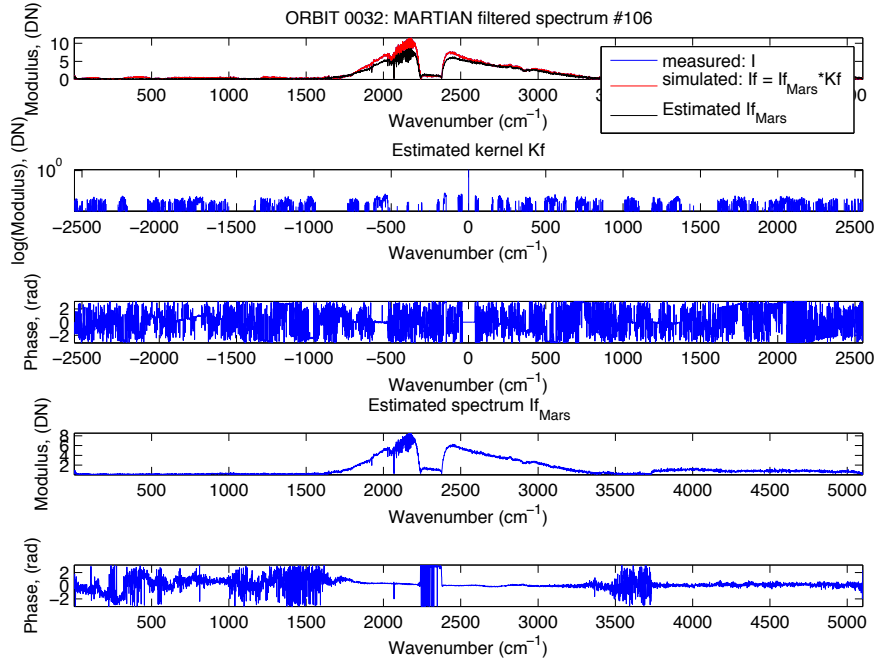 ORBIT 0032: MARTIAN filtered spectrum #106
Modulus, (DN)
10
5
0
500 1000 1500 2000 2500 3000
Wavenumber (cm⁻¹)
measured: I
simulated: If = If_Mars*Kf
Estimated If_Mars
Estimated kernel Kf
log(Modulus), (DN)
10⁰
−2500 −2000 −1500 −1000 −500 0 500 1000 1500 2000 2500
Wavenumber (cm⁻¹)
Phase, (rad)
2
0
−2
−2500 −2000 −1500 −1000 −500 0 500 1000 1500 2000 2500
Wavenumber (cm⁻¹)
Estimated spectrum If_Mars
Modulus, (DN)
8
6
4
2
500 1000 1500 2000 2500 3000 3500 4000 4500 5000
Wavenumber (cm⁻¹)
Phase, (rad)
2
0
−2
500 1000 1500 2000 2500 3000 3500 4000 4500 5000
Wavenumber (cm⁻¹)